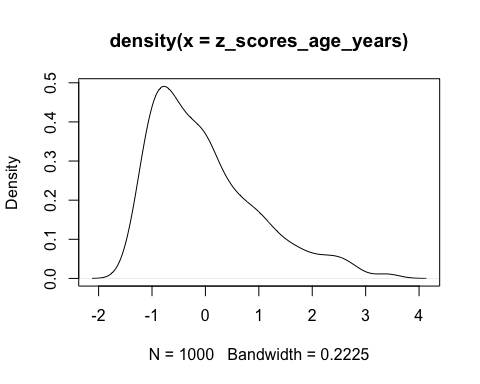 density(x = z_scores_age_years)
Density
0.5
0.4
0.3
0.2
0.1
0.0
-2 -1 0 1 2 3 4
N = 1000 Bandwidth = 0.2225